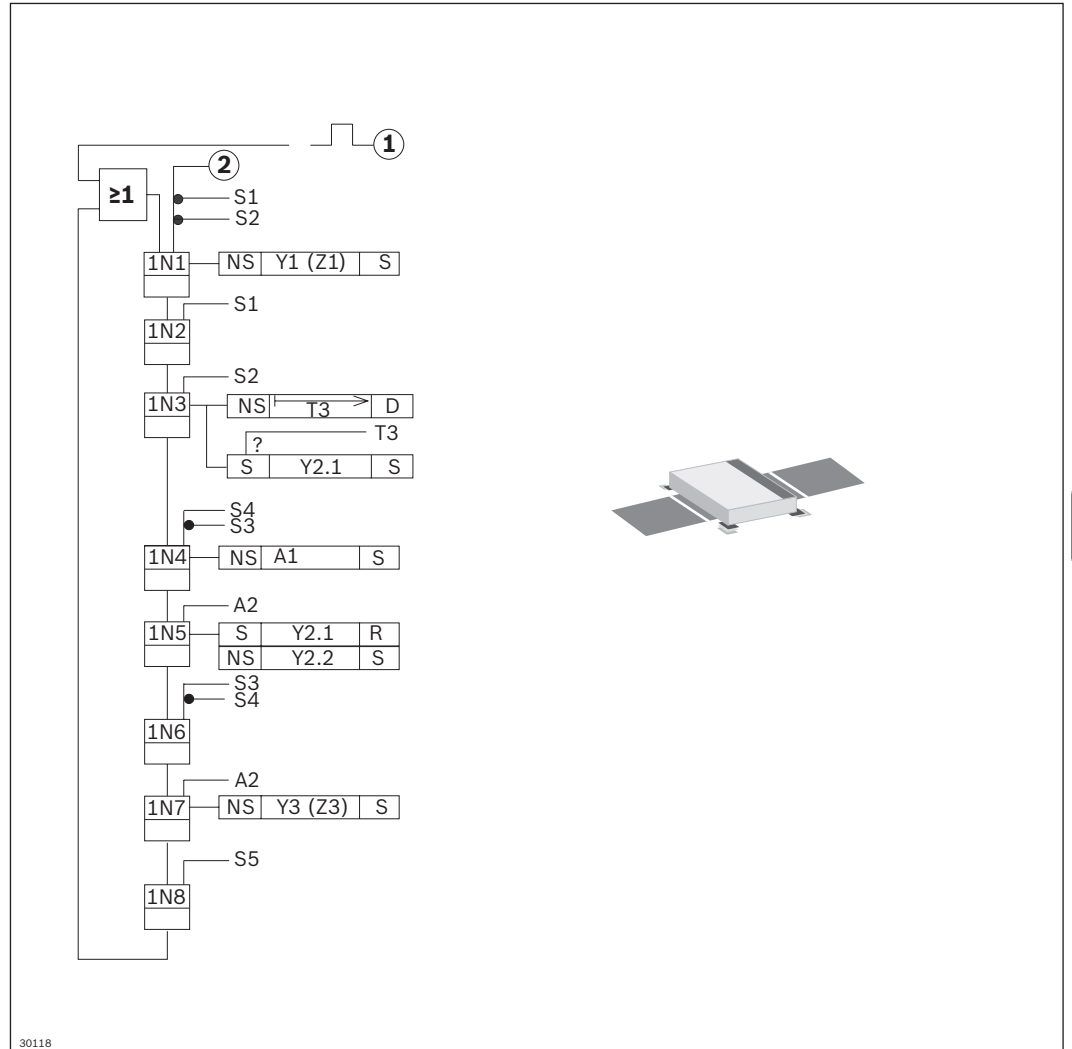 1
2
≥1
S1
S2
1N1 NS Y1 (Z1) S
S1
1N2
S2
1N3 NS T3 D
T3
?
S Y2.1 S
S4
S3
1N4 NS A1 S
A2
1N5 S Y2.1 R
NS Y2.2 S
S3
S4
1N6
A2
1N7 NS Y3 (Z3) S
S5
1N8
30118